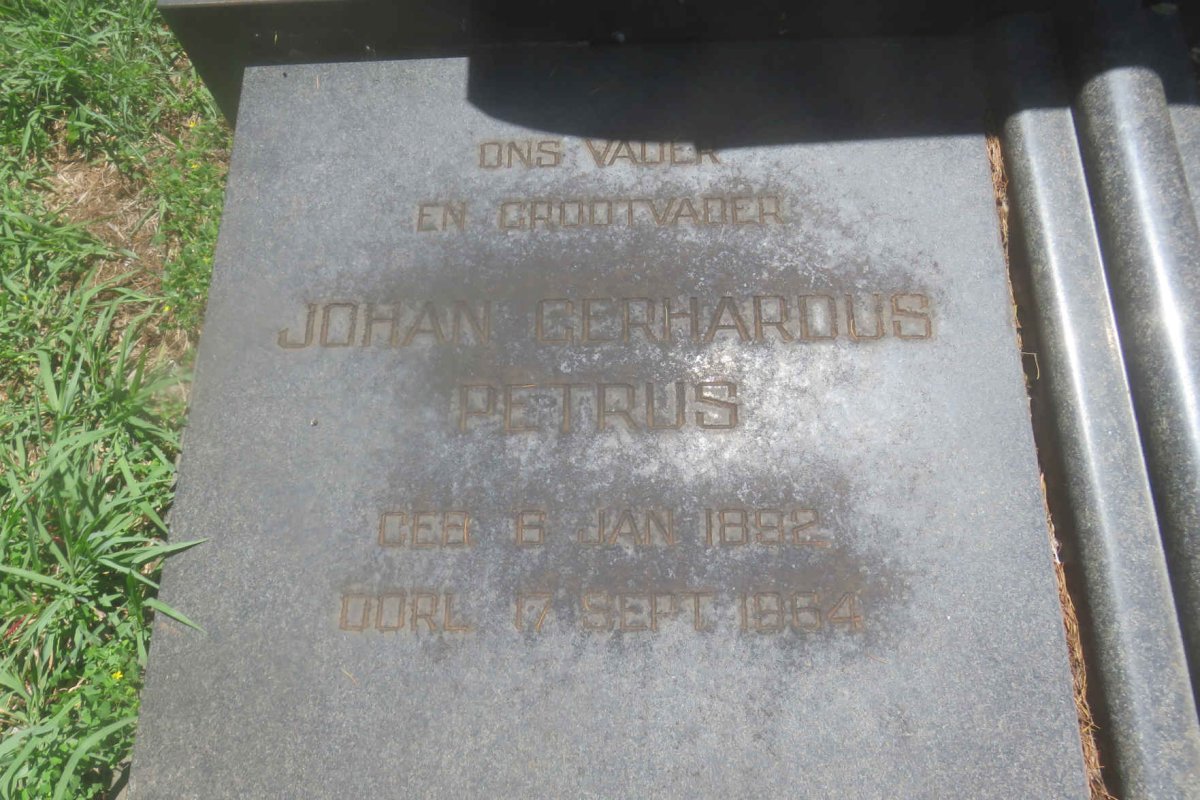 ONS VADER
EN GROOTVADER
JOHAN GERHARDUS
PETRUS
GEB 6 JAN 1892
OORL 17 SEPT 1964